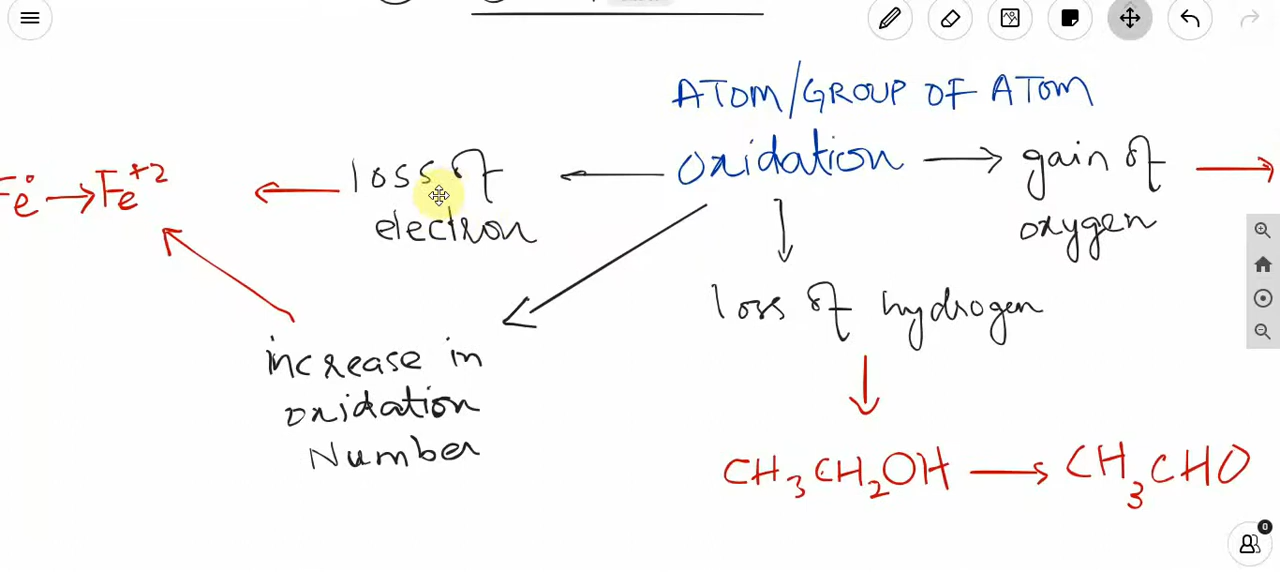 ATOM/GROUP OF ATOM
oxidation
gain of
oxygen
loss of
electron
Fe° → Fe+2
loss of hydrogen
increase in
oxidation
Number
CH3CH2OH → CH3CHO
0